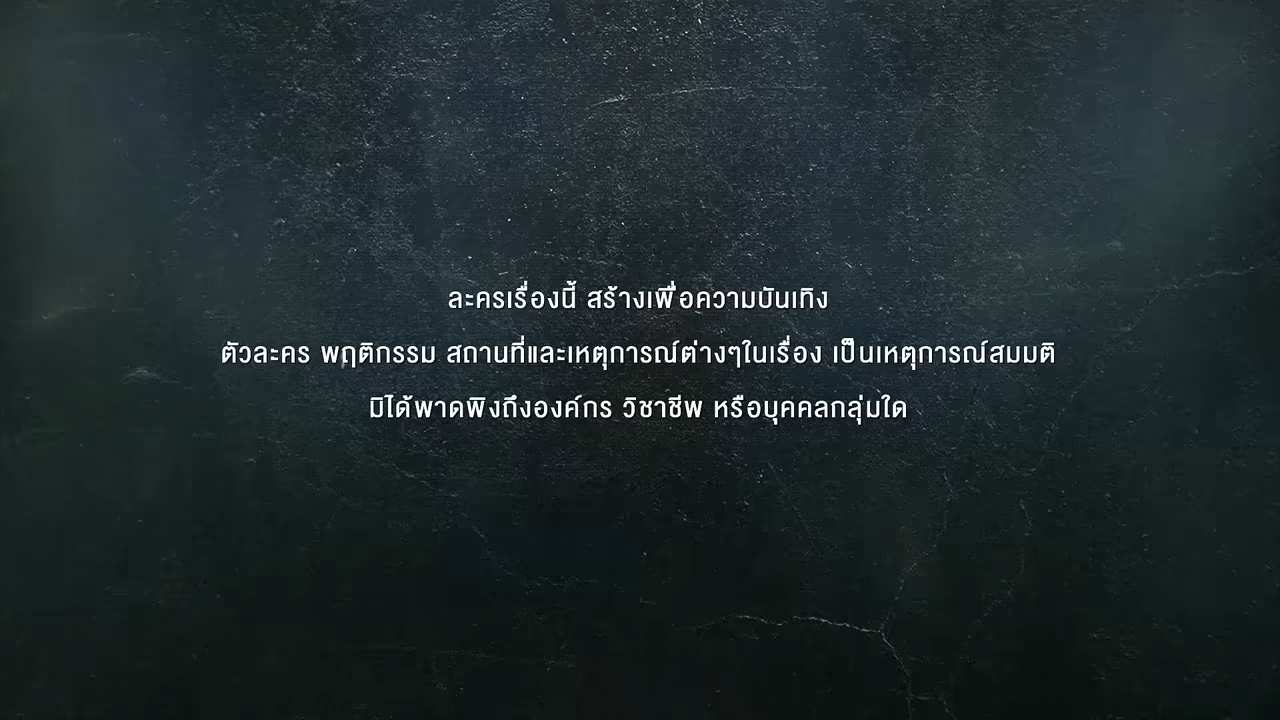 ละครเรื่องนี้ สร้างเพื่อความบันเทิง
ตัวละคร พฤติกรรม สถานที่และเหตุการณ์ต่างๆในเรื่อง เป็นเหตุการณ์สมมติ
มิได้พาดพิงถึงองค์กร วิชาชีพ หรือบุคคลกลุ่มใด